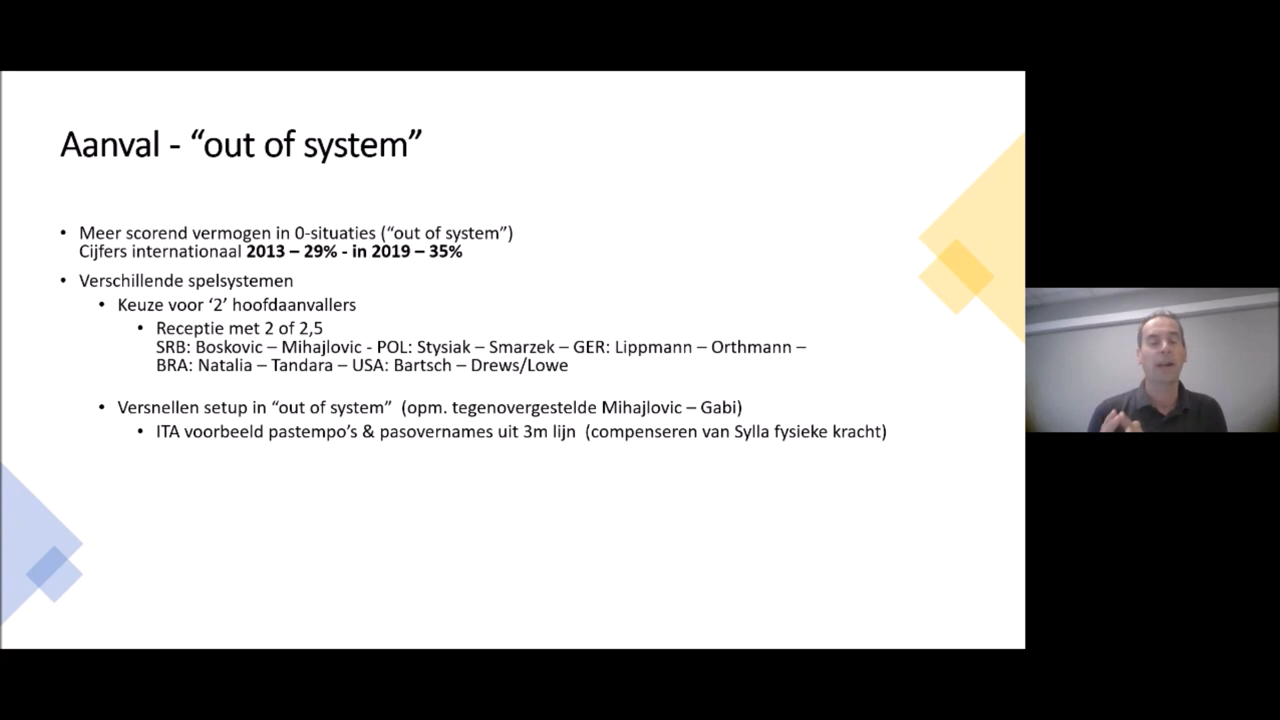 Aanval - “out of system”
• Meer scorend vermogen in 0-situaties (“out of system”)
Cijfers internationaal 2013 – 29% - in 2019 – 35%
• Verschillende spelsystemen
• Keuze voor ‘2’ hoofdaanvallers
• Receptie met 2 of 2,5
SRB: Boskovic – Mihajlovic - POL: Stysiak – Smarzek – GER: Lippmann – Orthmann –
BRA: Natalia – Tandara – USA: Bartsch – Drews/Lowe
• Versnellen setup in “out of system” (opm. tegenovergestelde Mihajlovic – Gabi)
• ITA voorbeeld pastempo’s & pasovernames uit 3m lijn (compenseren van Sylla fysieke kracht)